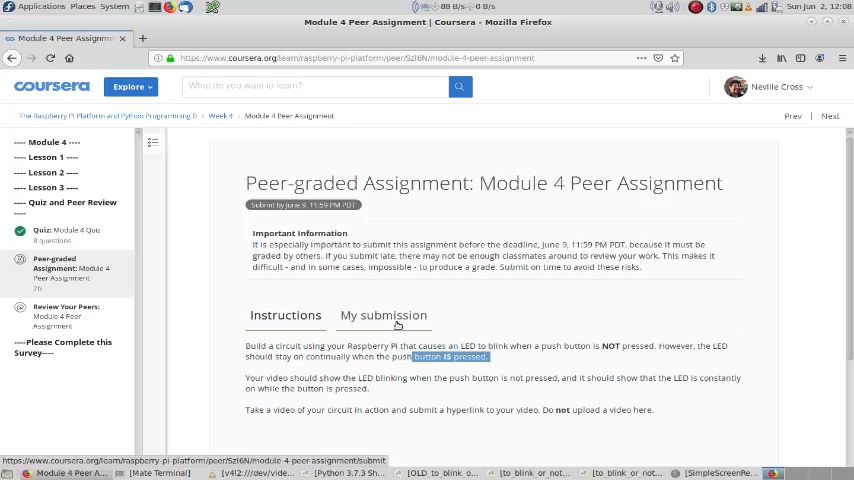 Applications Places System 88 B/s 0 B/s Sun Jun 2, 12:08
Module 4 Peer Assignment | Coursera - Mozilla Firefox
Module 4 Peer Assignm
https://www.coursera.org/learn/raspberry-pi-platform/peer/SzI6N/module-4-peer-assignment
coursera Explore What do you want to learn? Neville Cross
The Raspberry Pi Platform and Python Programming fo > Week 4 > Module 4 Peer Assignment Prev Next
---- Module 4 ----
---- Lesson 1 ----
---- Lesson 2 ----
---- Lesson 3 ----
---- Quiz and Peer Review
----
Quiz: Module 4 Quiz
8 questions
Peer-graded
Assignment: Module 4
Peer Assignment
2h
Review Your Peers:
Module 4 Peer
Assignment
----Please Complete this
Survey----
Peer-graded Assignment: Module 4 Peer Assignment
Submit by June 9, 11:59 PM PDT
Important Information
It is especially important to submit this assignment before the deadline, June 9, 11:59 PM PDT, because it must be
graded by others. If you submit late, there may not be enough classmates around to review your work. This makes it
difficult - and in some cases, impossible - to produce a grade. Submit on time to avoid these risks.
Instructions My submission
Build a circuit using your Raspberry Pi that causes an LED to blink when a push button is NOT pressed. However, the LED
should stay on continually when the push button IS pressed.
Your video should show the LED blinking when the push button is not pressed, and it should show that the LED is constantly
on while the button is pressed.
Take a video of your circuit in action and submit a hyperlink to your video. Do not upload a video here.
https://www.coursera.org/learn/raspberry-pi-platform/peer/SzI6N/module-4-peer-assignment/submit
Module 4 Peer A... [Mate Terminal] v4l2:///dev/vide... [Python 3.7.3 Sh... [OLD_to_blink_o... [to_blink_or_not... [to_blink_or_not... [SimpleScreenRe...